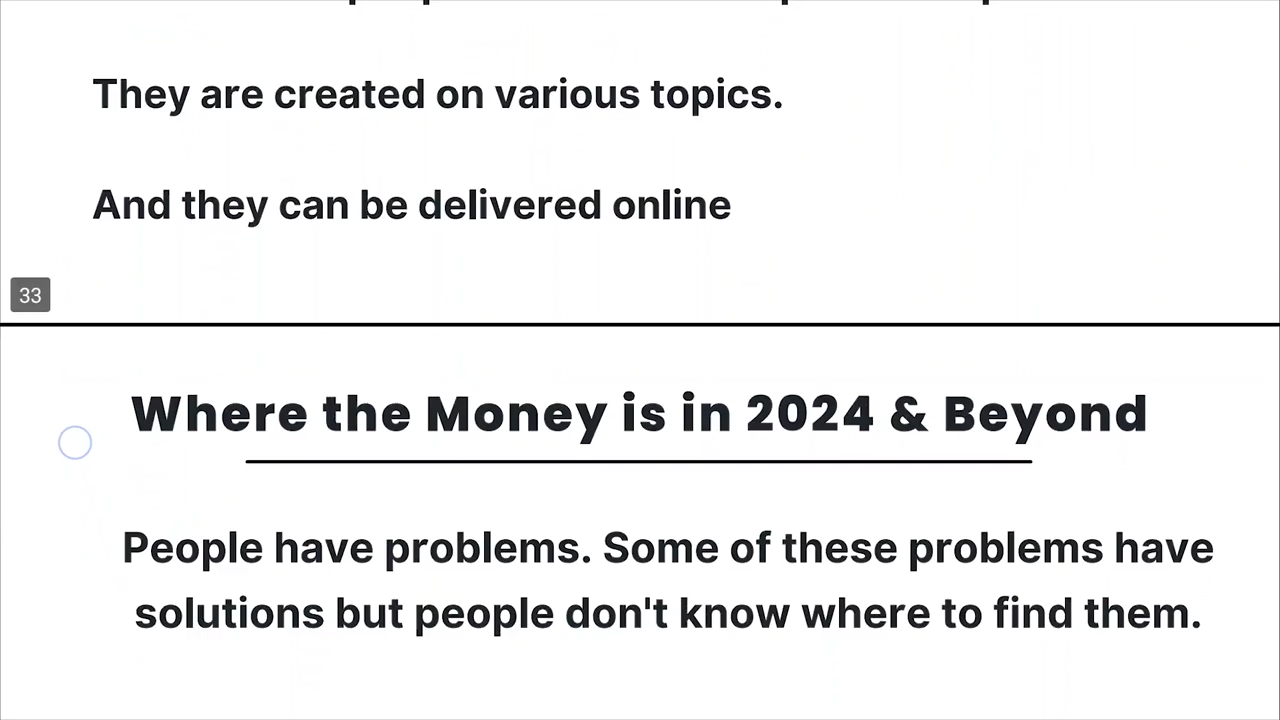 They are created on various topics.
And they can be delivered online
33
Where the Money is in 2024 & Beyond
People have problems. Some of these problems have
solutions but people don't know where to find them.